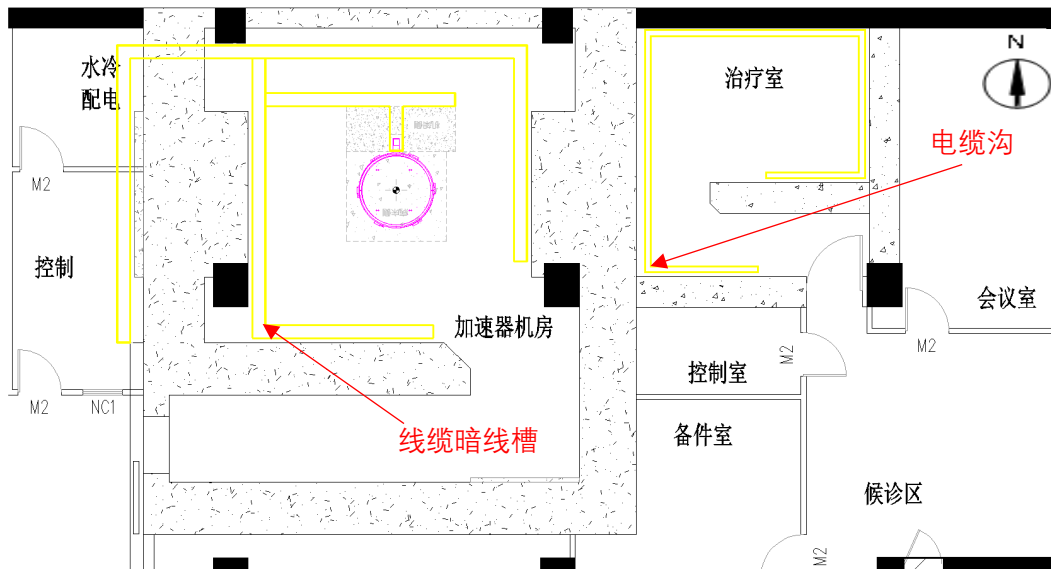 N
水冷
配电
治疗室
电缆沟
M2
控制
会议室
加速器机房
M2
M2
控制室
M2
NC1
线缆暗线槽
备件室
候诊区
M2